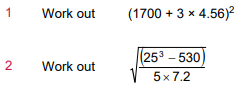 1 Work out (1700 + 3 × 4.56)²
2 Work out √((25³ − 530) / 5 × 7.2)